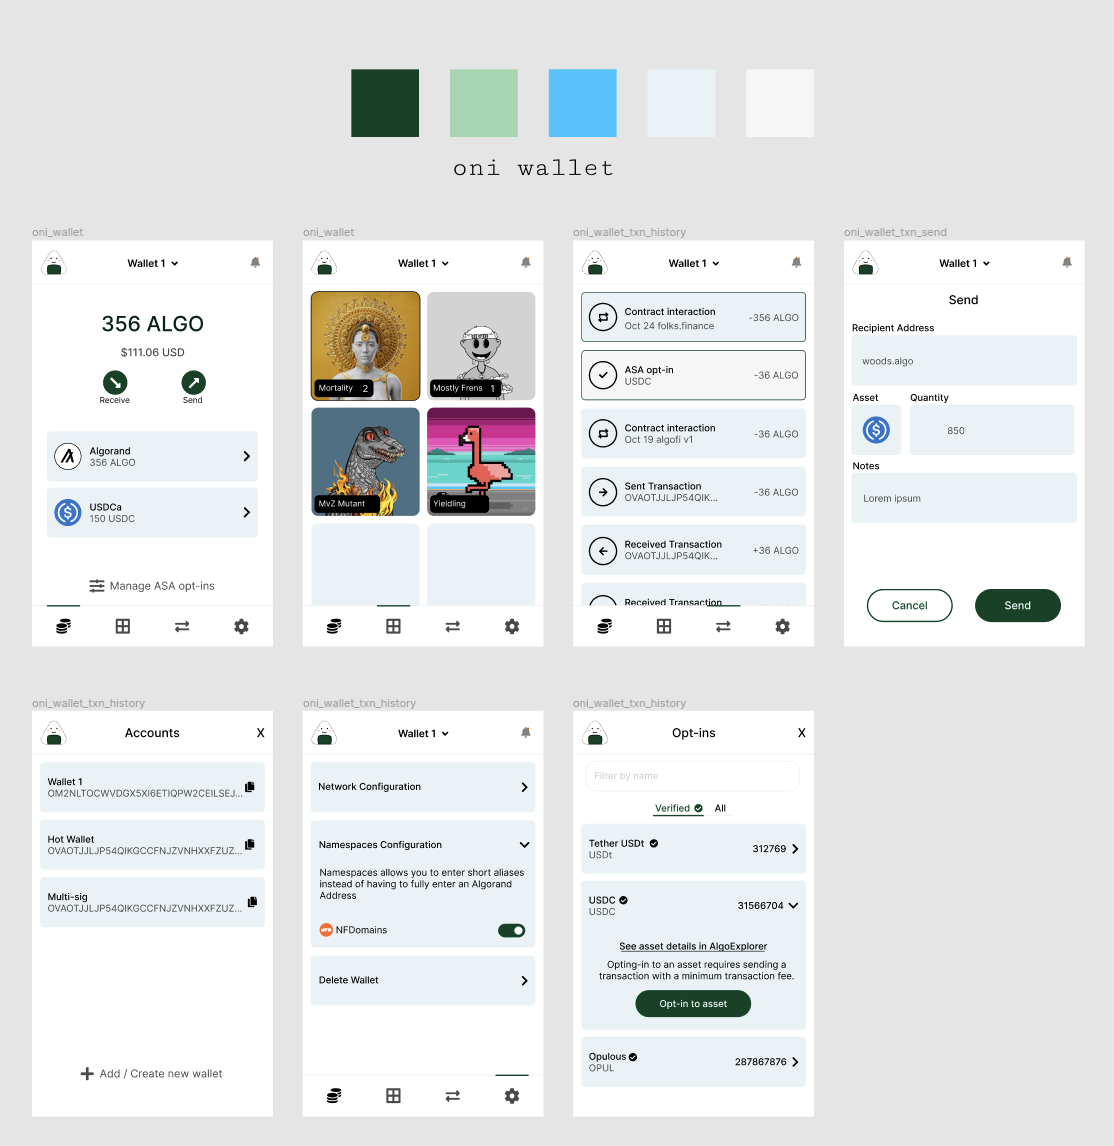 oni wallet
oni_wallet
Wallet 1
356 ALGO
$111.06 USD
Receive
Send
Algorand
356 ALGO
USDCa
150 USDC
Manage ASA opt-ins
oni_wallet
Wallet 1
Mortality 2
Mostly Frens 1
MvZ Mutant
Yieldling
oni_wallet_txn_history
Wallet 1
Contract interaction
Oct 24 folks.finance
-356 ALGO
ASA opt-in
USDC
-36 ALGO
Contract interaction
Oct 19 algofi v1
-36 ALGO
Sent Transaction
OVAOTJJLJP54QIK...
-36 ALGO
Received Transaction
OVAOTJJLJP54QIK...
+36 ALGO
Received Transaction
oni_wallet_txn_send
Wallet 1
Send
Recipient Address
woods.algo
Asset
Quantity
850
Notes
Lorem ipsum
Cancel
Send
oni_wallet_txn_history
Accounts
X
Wallet 1
OM2NLTOCWVDGX5XI6ETIQPW2CEILSEJ...
Hot Wallet
OVAOTJJLJP54QIKGCCFNJZVNHXXFZUZ...
Multi-sig
OVAOTJJLJP54QIKGCCFNJZVNHXXFZUZ...
Add / Create new wallet
oni_wallet_txn_history
Wallet 1
Network Configuration
Namespaces Configuration
Namespaces allows you to enter short aliases
instead of having to fully enter an Algorand
Address
NFDomains
Delete Wallet
oni_wallet_txn_history
Opt-ins
X
Filter by name
Verified
All
Tether USDt
USDt
312769
USDC
USDC
31566704
See asset details in AlgoExplorer
Opting-in to an asset requires sending a
transaction with a minimum transaction fee.
Opt-in to asset
Opulous
OPUL
287867876